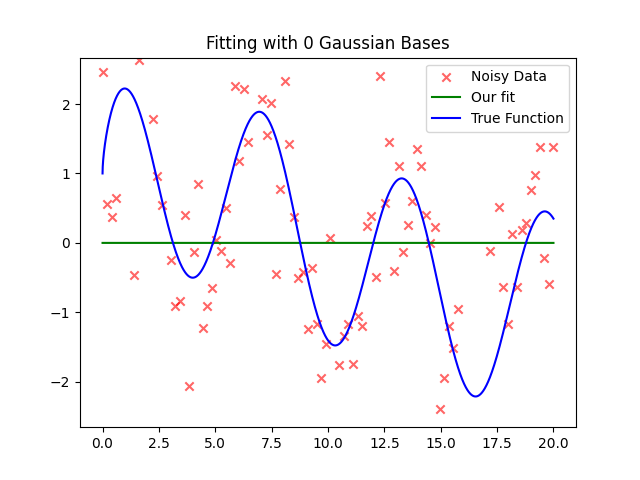 Fitting with 0 Gaussian Bases
Noisy Data
Our fit
True Function
2
1
0
−1
−2
0.0 2.5 5.0 7.5 10.0 12.5 15.0 17.5 20.0